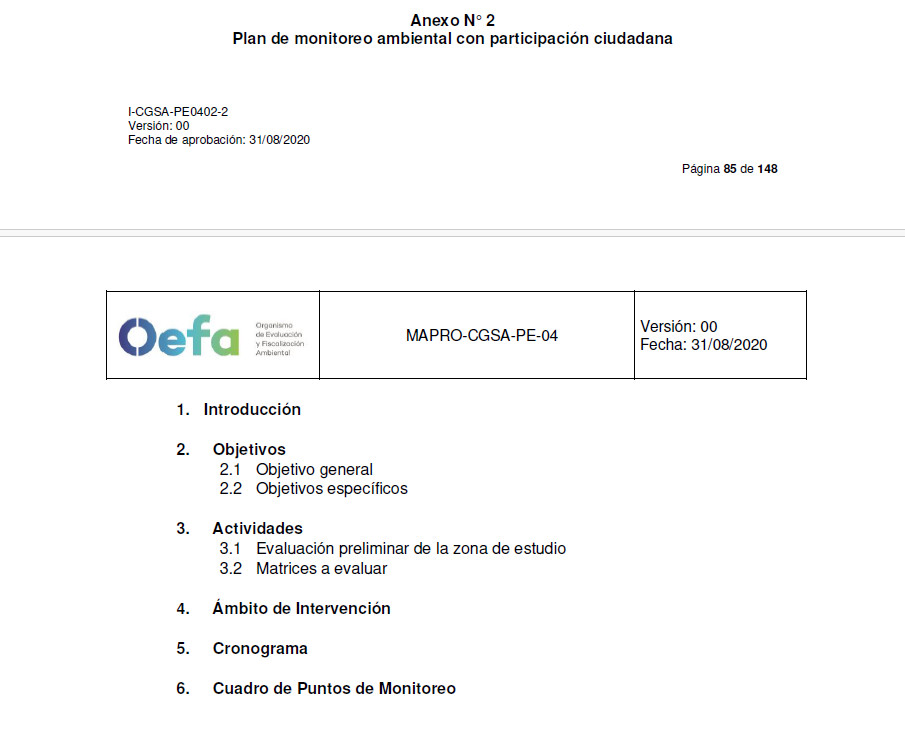 Anexo N° 2
Plan de monitoreo ambiental con participación ciudadana
I-CGSA-PE0402-2
Versión: 00
Fecha de aprobación: 31/08/2020
Página 85 de 148
Oefa
Organismo
de Evaluación
y Fiscalización
Ambiental
MAPRO-CGSA-PE-04
Versión: 00
Fecha: 31/08/2020
1. Introducción
2. Objetivos
2.1 Objetivo general
2.2 Objetivos específicos
3. Actividades
3.1 Evaluación preliminar de la zona de estudio
3.2 Matrices a evaluar
4. Ámbito de Intervención
5. Cronograma
6. Cuadro de Puntos de Monitoreo